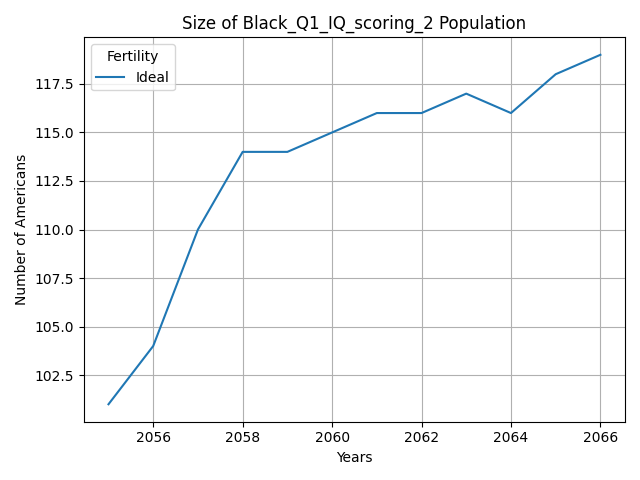 Size of Black_Q1_IQ_scoring_2 Population
Fertility
Ideal
Number of Americans
117.5
115.0
112.5
110.0
107.5
105.0
102.5
2056 2058 2060 2062 2064 2066
Years